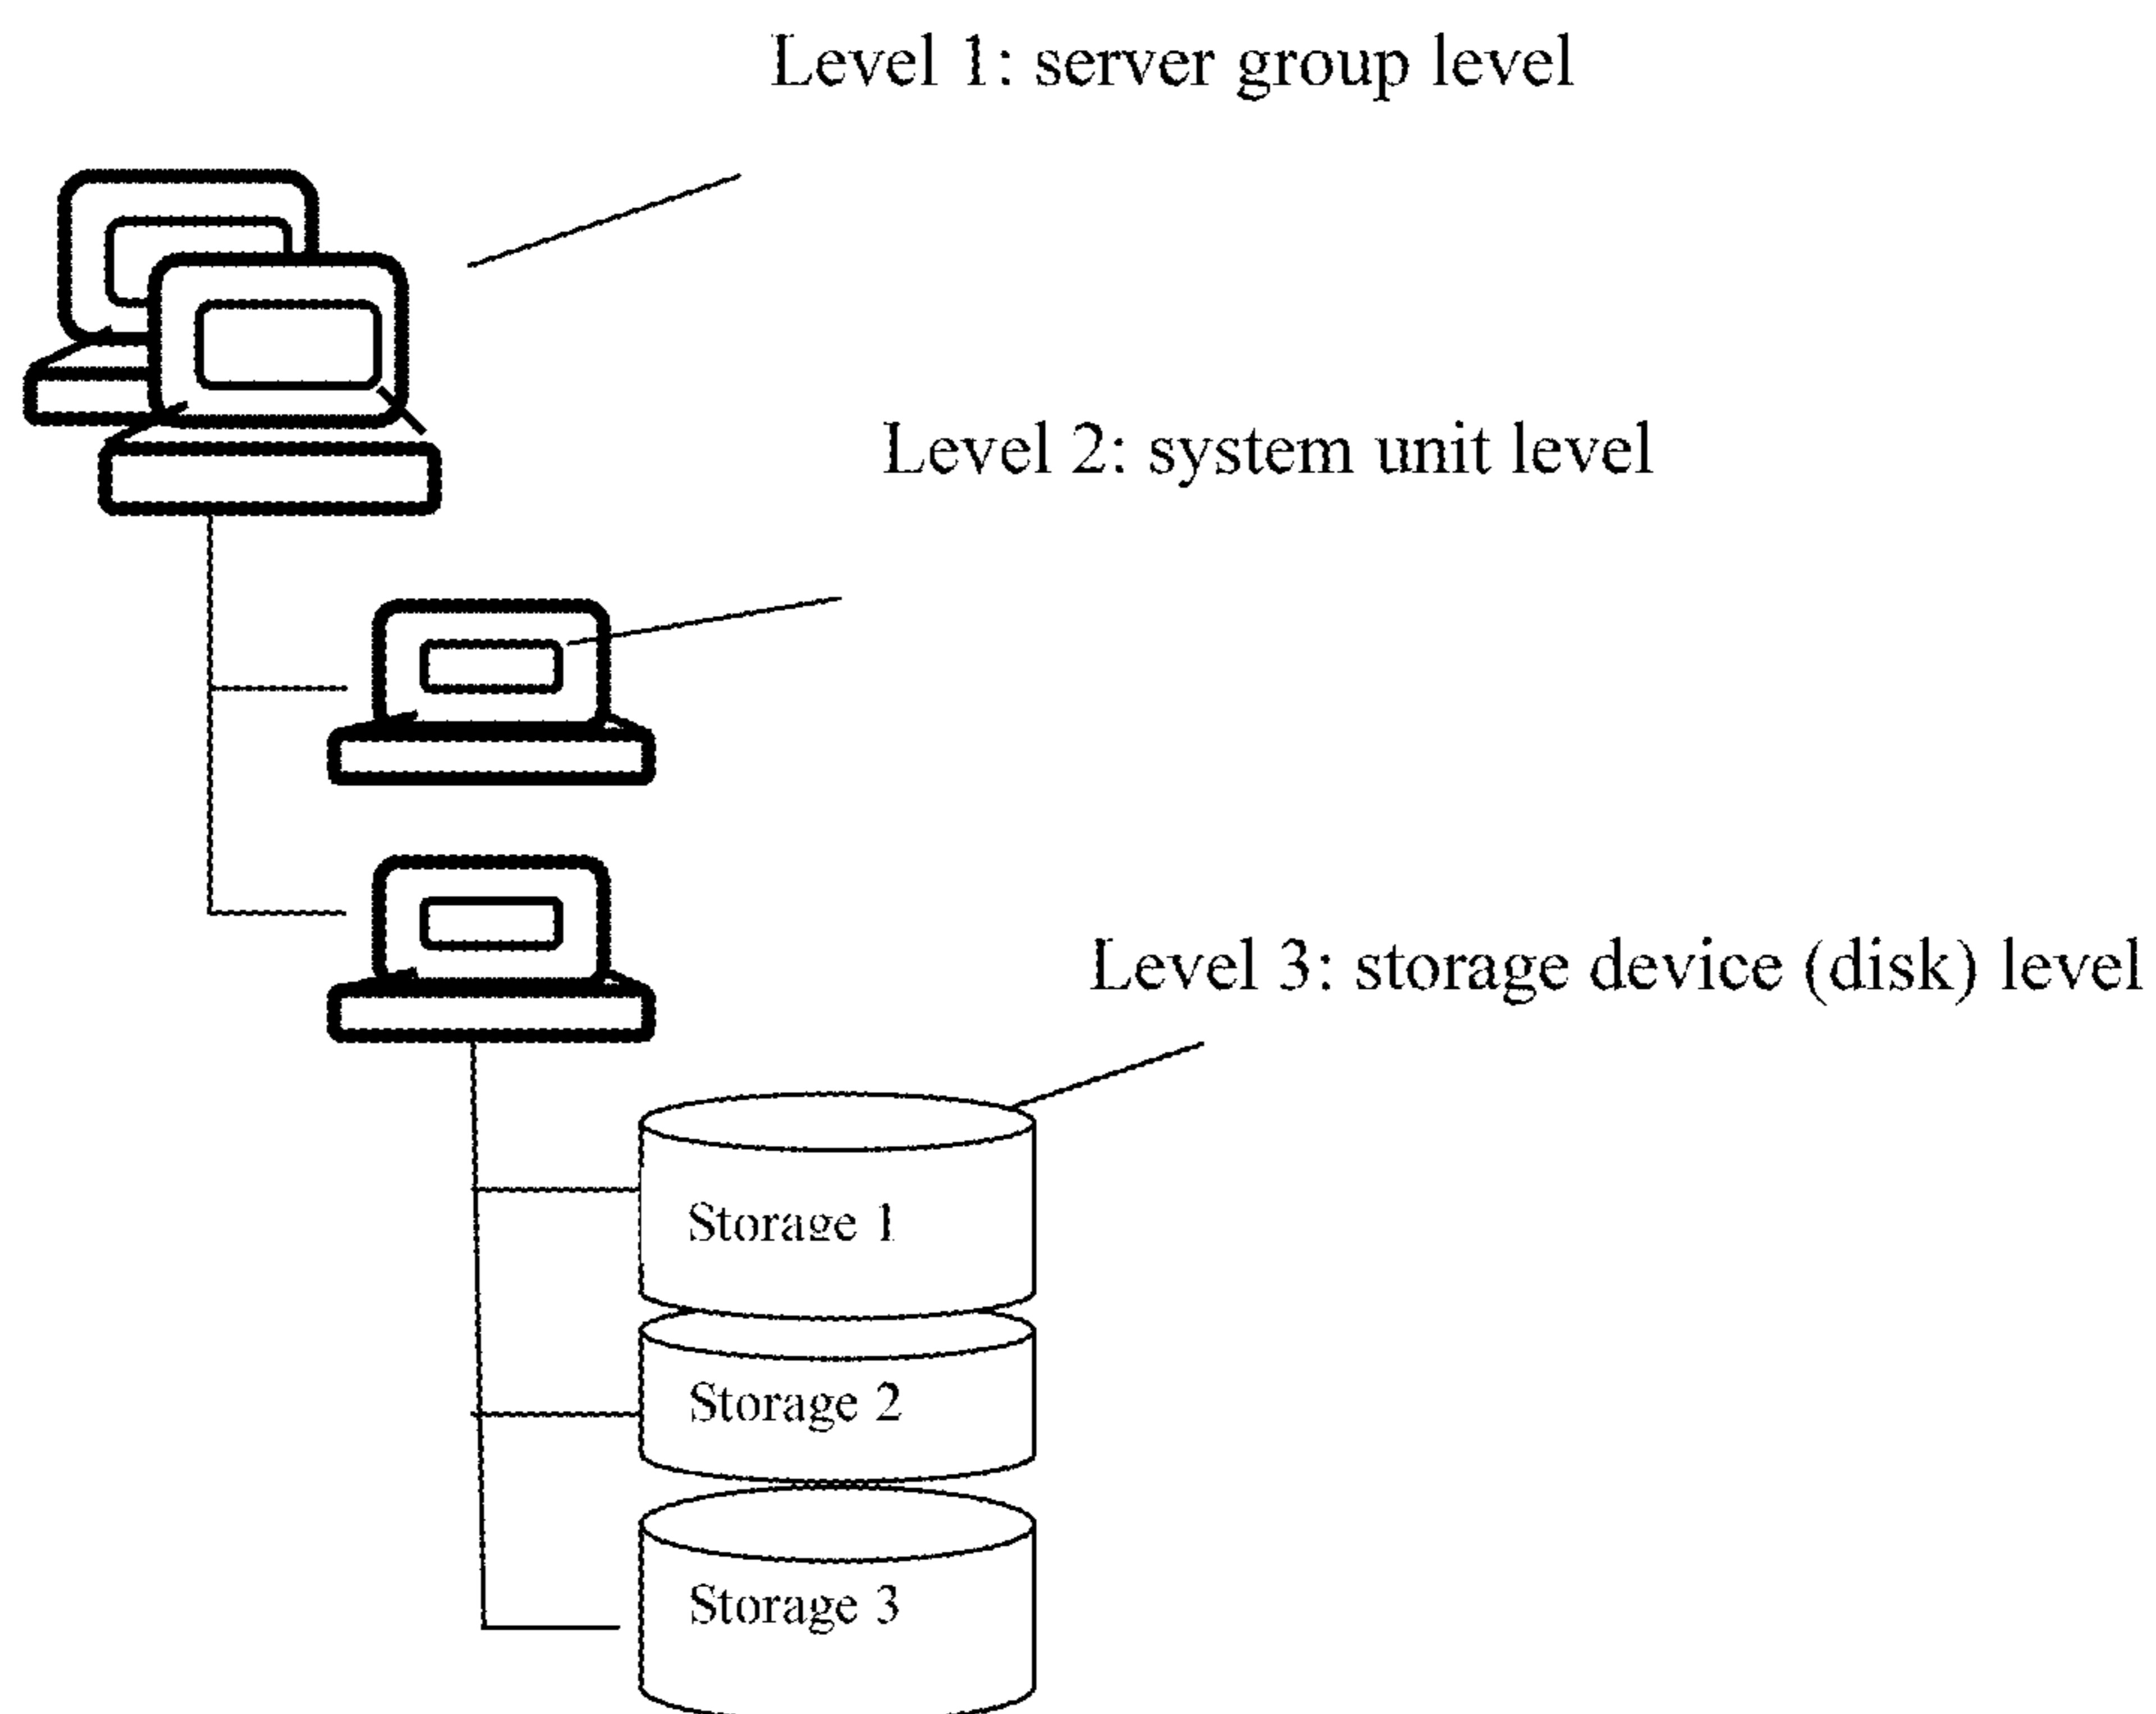 Level 1: server group level
Level 2: system unit level
Level 3: storage device (disk) level
Storage 1
Storage 2
Storage 3